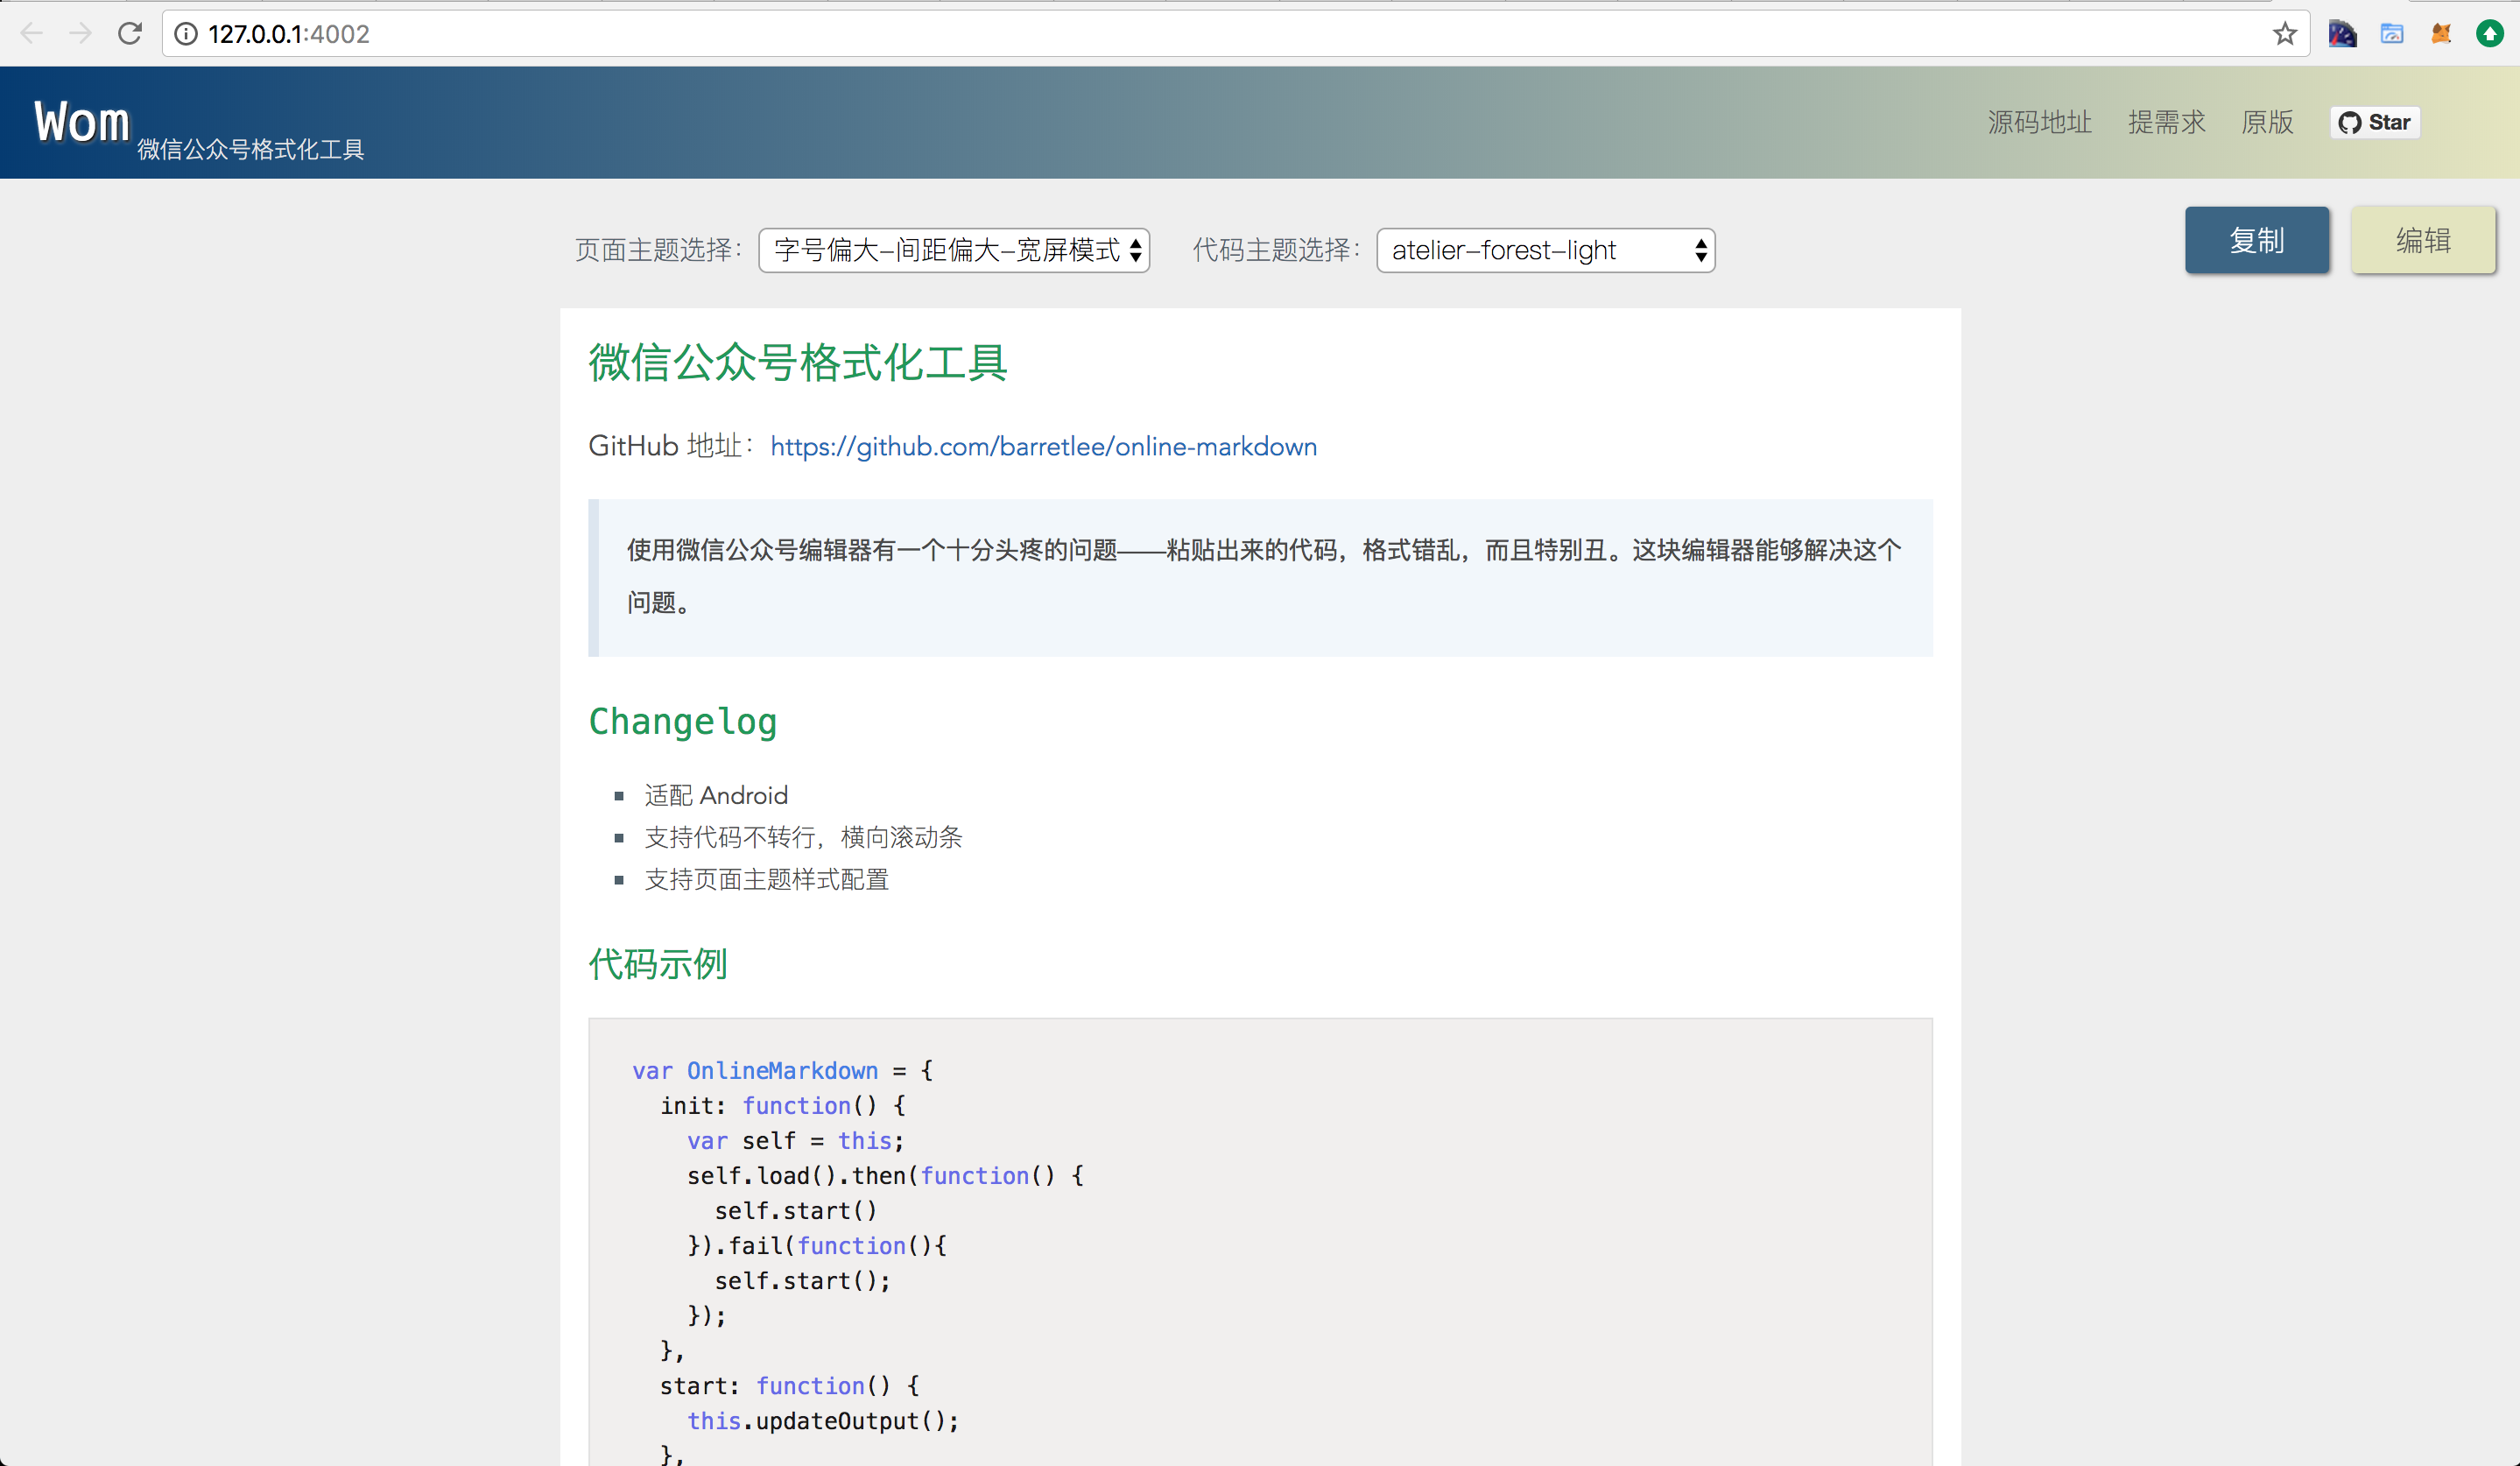 127.0.0.1:4002
Wom 微信公众号格式化工具
源码地址 提需求 原版 Star
页面主题选择： 字号偏大-间距偏大-宽屏模式 代码主题选择： atelier-forest-light 复制 编辑
微信公众号格式化工具
GitHub 地址：https://github.com/barretlee/online-markdown
使用微信公众号编辑器有一个十分头疼的问题——粘贴出来的代码，格式错乱，而且特别丑。这块编辑器能够解决这个
问题。
Changelog
适配 Android
支持代码不转行，横向滚动条
支持页面主题样式配置
代码示例
var OnlineMarkdown = {
  init: function() {
    var self = this;
    self.load().then(function() {
      self.start()
    }).fail(function(){
      self.start();
    });
  },
  start: function() {
    this.updateOutput();
  },